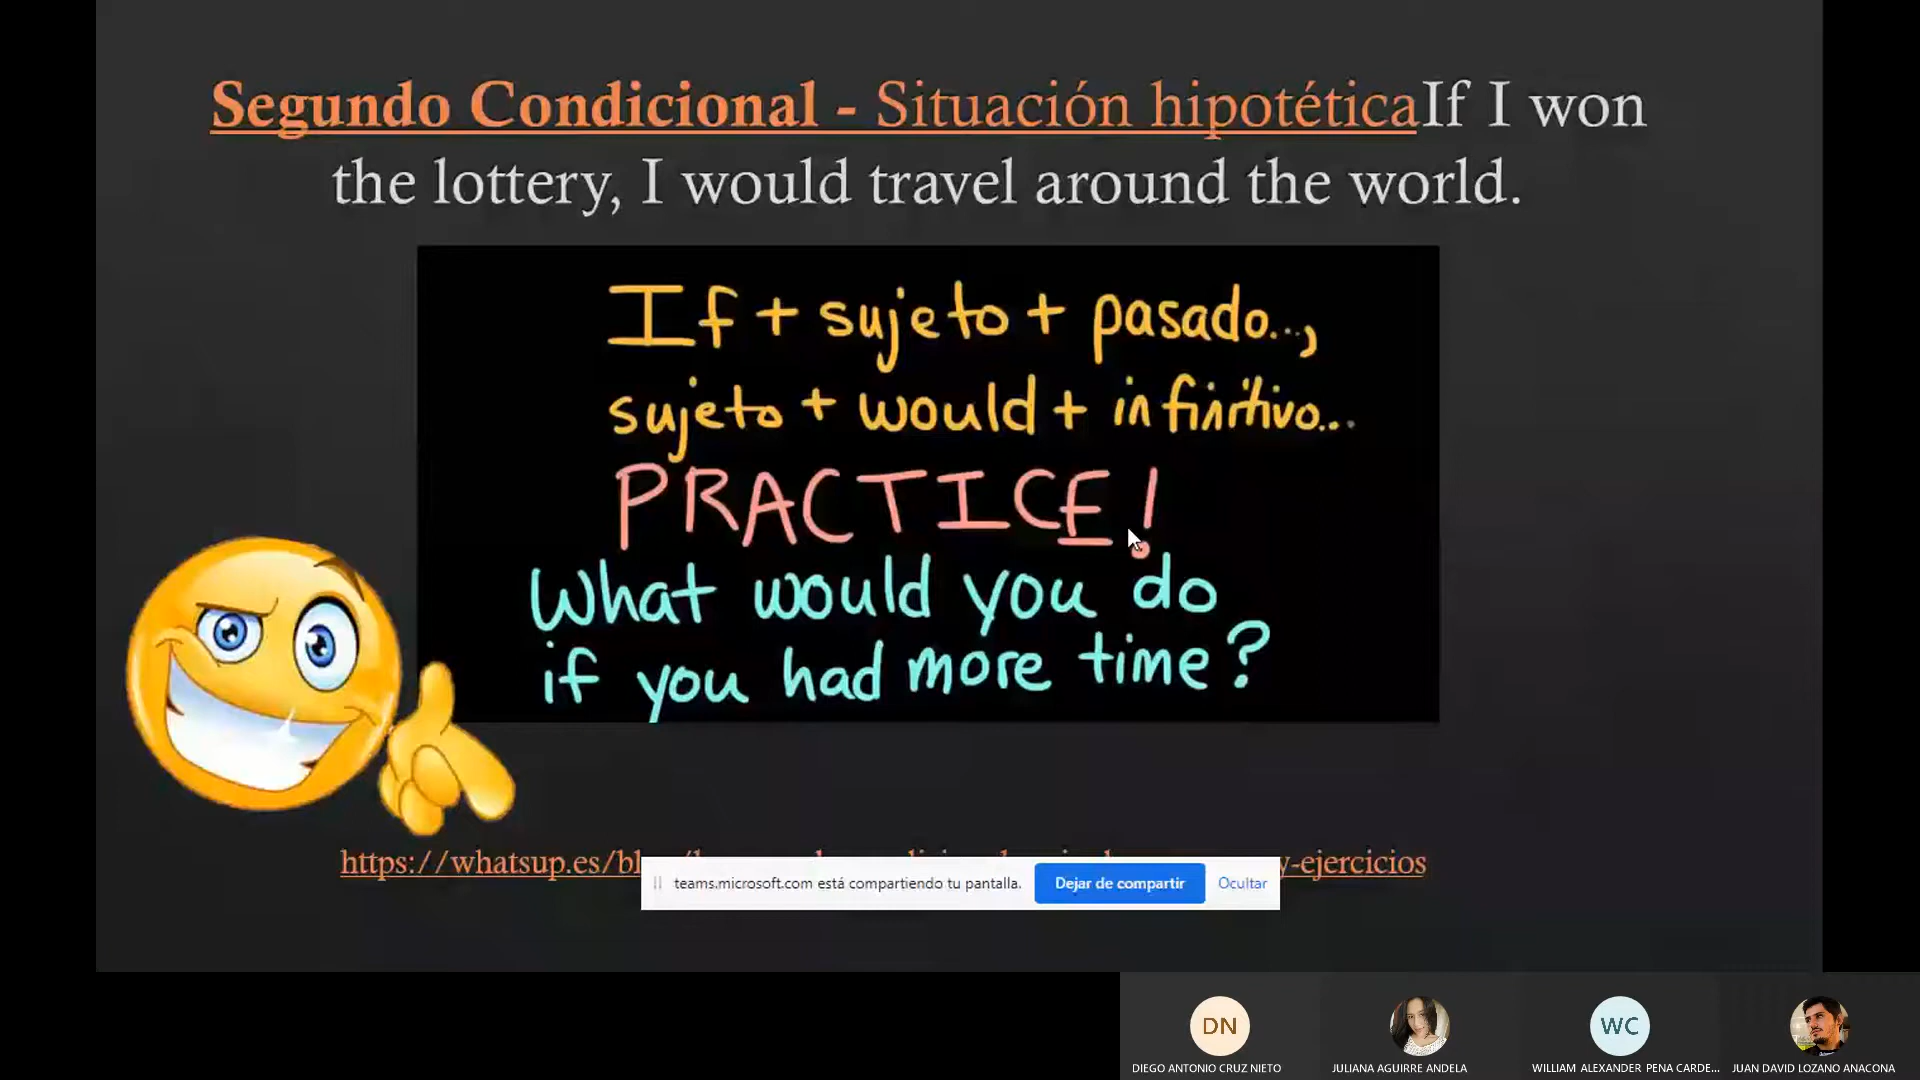 Segundo Condicional - Situación hipotéticaIf I won
the lottery, I would travel around the world.
If + sujeto + pasado...,
sujeto + would + infinitivo...
PRACTICE!
What would you do
if you had more time?
https://whatsup.es/bl y-ejercicios
teams.microsoft.com está compartiendo tu pantalla. Dejar de compartir Ocultar
DN WC
DIEGO ANTONIO CRUZ NIETO JULIANA AGUIRRE ANDELA WILLIAM ALEXANDER PENA CARDE... JUAN DAVID LOZANO ANACONA